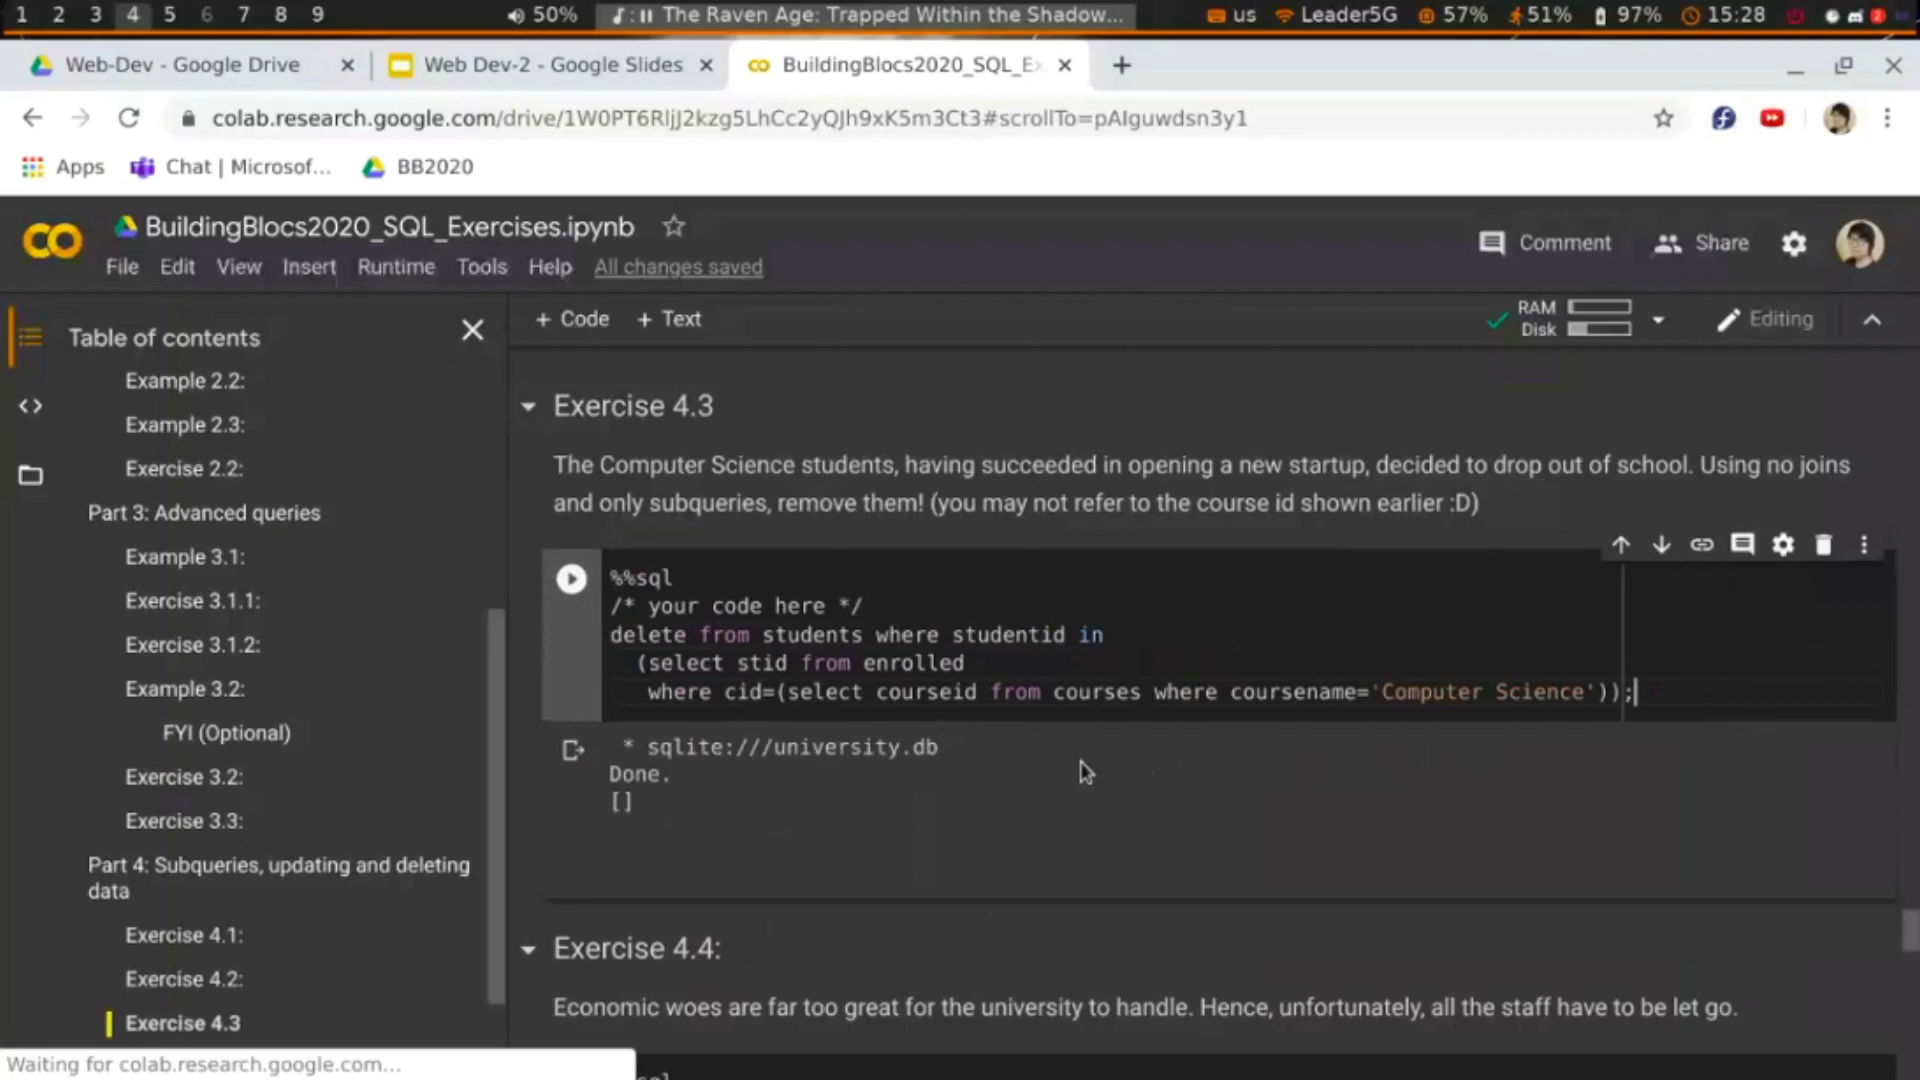 1 2 3 4 5 6 7 8 9 50% The Raven Age: Trapped Within the Shadow... us Leader5G 57% 51% 97% 15:28
Web-Dev - Google Drive Web Dev-2 - Google Slides BuildingBlocs2020_SQL_Ex
colab.research.google.com/drive/1W0PT6RljJ2kzg5LhCc2yQJh9xK5m3Ct3#scrollTo=pAIguwdsn3y1
Apps Chat | Microsof... BB2020
BuildingBlocs2020_SQL_Exercises.ipynb
Comment Share
File Edit View Insert Runtime Tools Help All changes saved
Table of contents
Example 2.2:
Example 2.3:
Exercise 2.2:
Part 3: Advanced queries
Example 3.1:
Exercise 3.1.1:
Exercise 3.1.2:
Example 3.2:
FYI (Optional)
Exercise 3.2:
Exercise 3.3:
Part 4: Subqueries, updating and deleting
data
Exercise 4.1:
Exercise 4.2:
Exercise 4.3
+ Code + Text
RAM
Disk
Editing
Exercise 4.3
The Computer Science students, having succeeded in opening a new startup, decided to drop out of school. Using no joins
and only subqueries, remove them! (you may not refer to the course id shown earlier :D)
%%sql
/* your code here */
delete from students where studentid in
(select stid from enrolled
where cid=(select courseid from courses where coursename='Computer Science'));
* sqlite:///university.db
Done.
[]
Exercise 4.4:
Economic woes are far too great for the university to handle. Hence, unfortunately, all the staff have to be let go.
Waiting for colab.research.google.com...